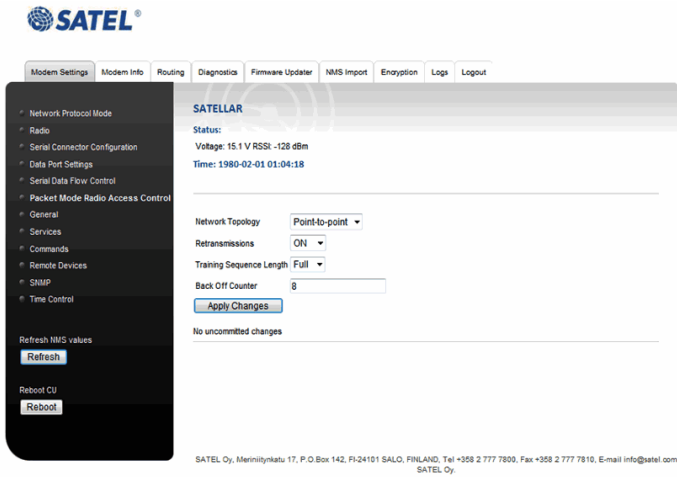 SATEL®
Modem Settings Modem Info Routing Diagnostics Firmware Updater NMS Import Encryption Logs Logout
Network Protocol Mode
Radio
Serial Connector Configuration
Data Port Settings
Serial Data Flow Control
Packet Mode Radio Access Control
General
Services
Commands
Remote Devices
SNMP
Time Control
Refresh NMS values
Refresh
Reboot CU
Reboot
SATELLAR
Status:
Voltage: 15.1 V RSSI: -128 dBm
Time: 1980-02-01 01:04:18
Network Topology Point-to-point
Retransmissions ON
Training Sequence Length Full
Back Off Counter 8
Apply Changes
No uncommitted changes
SATEL Oy, Meriniitynkatu 17, P.O.Box 142, FI-24101 SALO, FINLAND, Tel +358 2 777 7800, Fax +358 2 777 7810, E-mail info@satel.com
SATEL Oy.